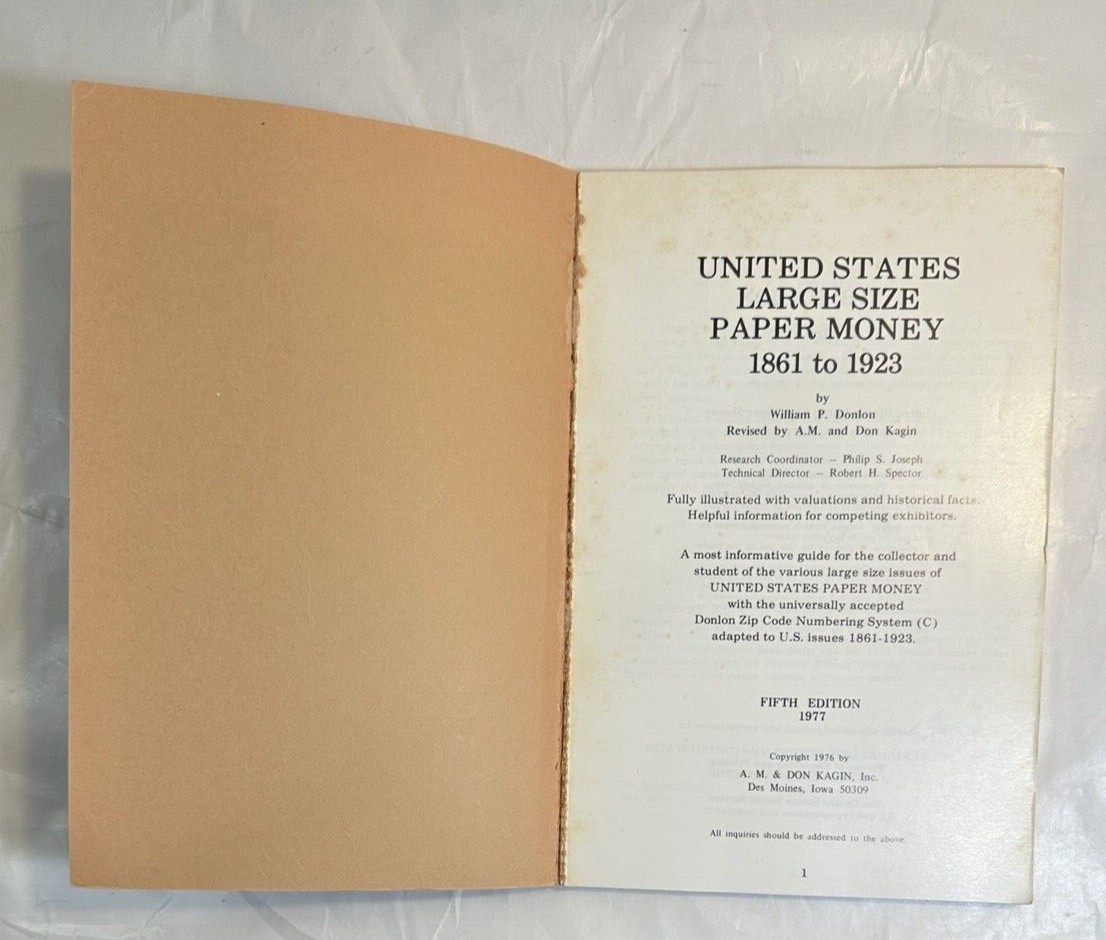 UNITED STATES
LARGE SIZE
PAPER MONEY
1861 to 1923
by
William P. Donlon
Revised by A.M. and Don Kagin
Research Coordinator — Philip S. Joseph
Technical Director — Robert H. Spector
Fully illustrated with valuations and historical facts.
Helpful information for competing exhibitors.
A most informative guide for the collector and
student of the various large size issues of
UNITED STATES PAPER MONEY
with the universally accepted
Donlon Zip Code Numbering System (C)
adapted to U.S. issues 1861-1923.
FIFTH EDITION
1977
Copyright 1976 by
A. M. & DON KAGIN, Inc.
Des Moines, Iowa 50309
All inquiries should be addressed to the above.
1